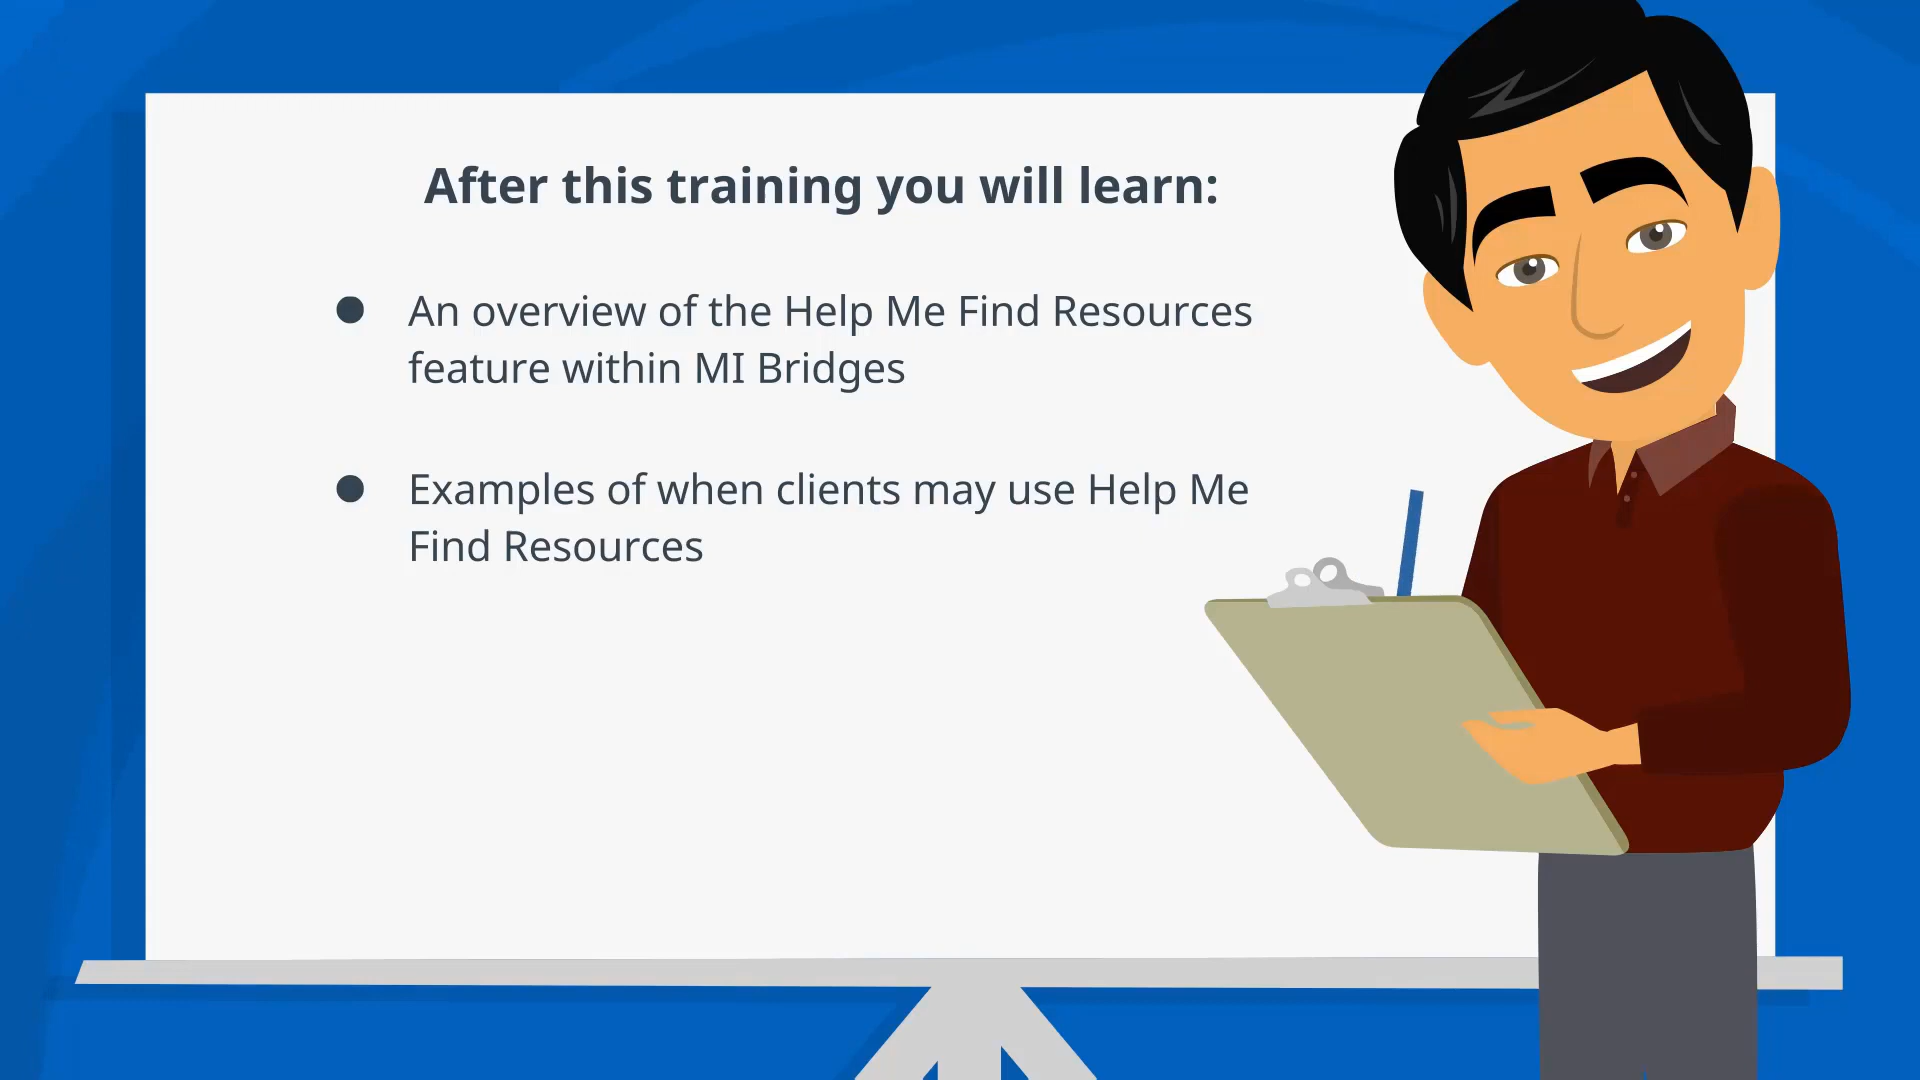 After this training you will learn:
● An overview of the Help Me Find Resources
feature within MI Bridges
● Examples of when clients may use Help Me
Find Resources